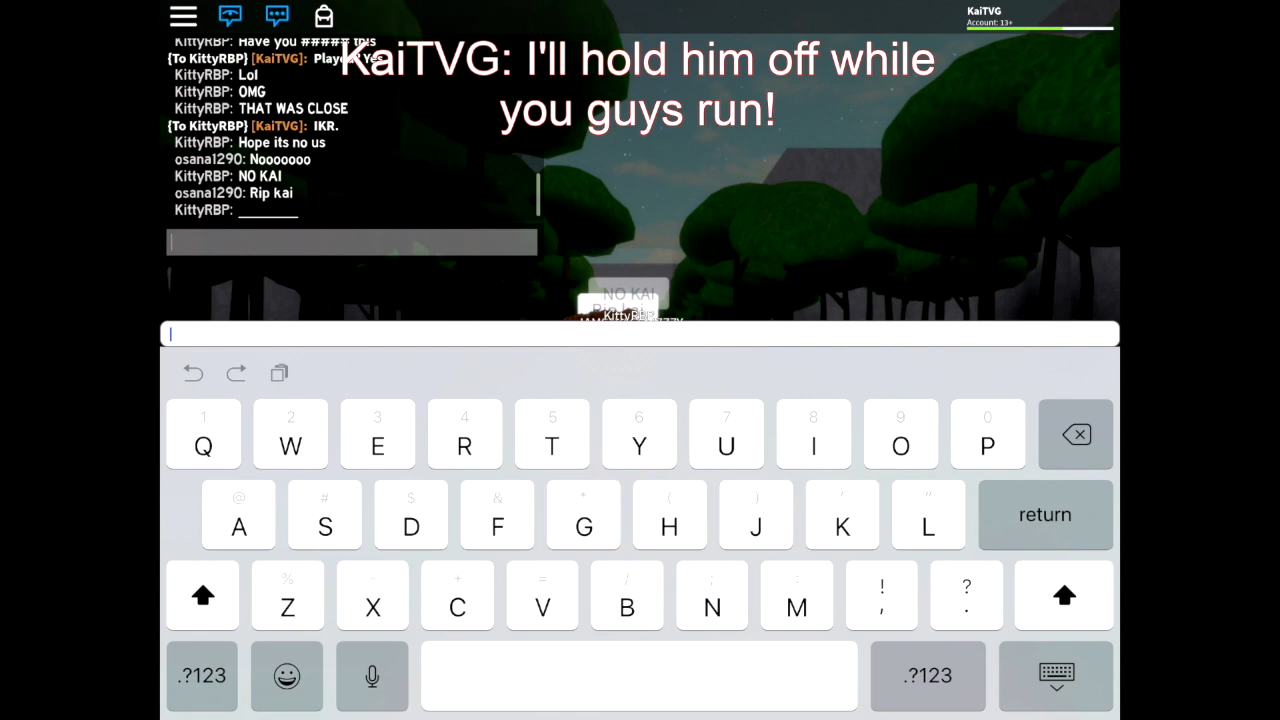 KaiTVG
Account: 13+
KittyRBP: Have you ##### this
{To KittyRBP} [KaiTVG]: Yes
KittyRBP: Lol
KittyRBP: OMG
KittyRBP: THAT WAS CLOSE
{To KittyRBP} [KaiTVG]: IKR.
KittyRBP: Hope its no us
osana1290: Nooooooo
KittyRBP: NO KAI
osana1290: Rip kai
KittyRBP: ________
KaiTVG: I'll hold him off while
you guys run!
NO KAI
Rip kai
KittyRBP
1 2 3 4 5 6 7 8 9 0
Q W E R T Y U I O P
@ # $ & * ( ) ' "
A S D F G H J K L return
% - + = / ; : ! ?
Z X C V B N M , .
.?123 .?123